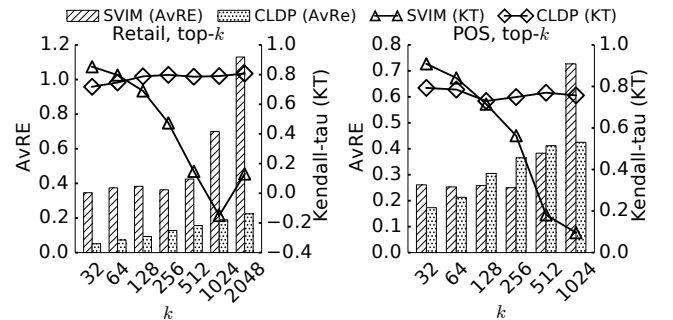 SVIM (AvRE) CLDP (AvRe) SVIM (KT) CLDP (KT)
Retail, top-k
POS, top-k
1.2
1.0
0.8
0.6
0.4
0.2
0.0
AvRE
1.0
0.8
0.6
0.4
0.2
0.0
−0.2
−0.4
Kendall-tau (KT)
32 64 128 256 512 1024 2048
k
0.8
0.7
0.6
0.5
0.4
0.3
0.2
0.1
0.0
AvRE
1.0
0.8
0.6
0.4
0.2
0.0
Kendall-tau (KT)
32 64 128 256 512 1024
k